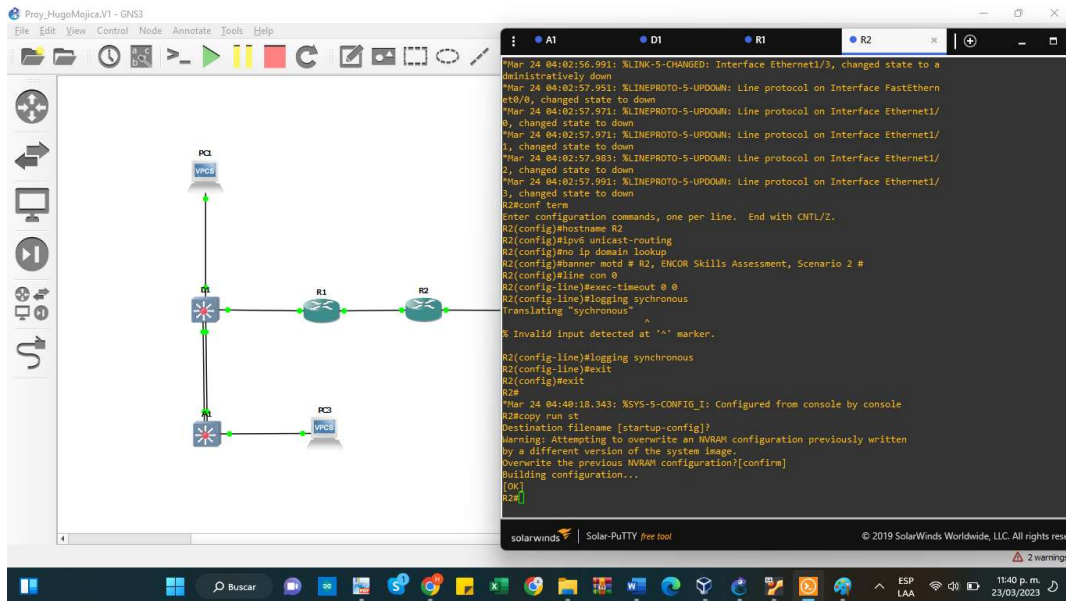 Proy_HugoMojica.V1 - GNS3
File Edit View Control Node Annotate Tools Help
PC1
VPCS
D1
R1
R2
A1
PC3
VPCS
A1 D1 R1 R2
*Mar 24 04:02:56.991: %LINK-5-CHANGED: Interface Ethernet1/3, changed state to a
dministratively down
*Mar 24 04:02:57.951: %LINEPROTO-5-UPDOWN: Line protocol on Interface FastEthern
et0/0, changed state to down
*Mar 24 04:02:57.971: %LINEPROTO-5-UPDOWN: Line protocol on Interface Ethernet1/
0, changed state to down
*Mar 24 04:02:57.971: %LINEPROTO-5-UPDOWN: Line protocol on Interface Ethernet1/
1, changed state to down
*Mar 24 04:02:57.983: %LINEPROTO-5-UPDOWN: Line protocol on Interface Ethernet1/
2, changed state to down
*Mar 24 04:02:57.991: %LINEPROTO-5-UPDOWN: Line protocol on Interface Ethernet1/
3, changed state to down
R2#conf term
Enter configuration commands, one per line. End with CNTL/Z.
R2(config)#hostname R2
R2(config)#ipv6 unicast-routing
R2(config)#no ip domain lookup
R2(config)#banner motd # R2, ENCOR Skills Assessment, Scenario 2 #
R2(config)#line con 0
R2(config-line)#exec-timeout 0 0
R2(config-line)#logging sychronous
Translating "sychronous"
^
% Invalid input detected at '^' marker.
R2(config-line)#logging synchronous
R2(config-line)#exit
R2(config)#exit
R2#
*Mar 24 04:40:18.343: %SYS-5-CONFIG_I: Configured from console by console
R2#copy run st
Destination filename [startup-config]?
Warning: Attempting to overwrite an NVRAM configuration previously written
by a different version of the system image.
Overwrite the previous NVRAM configuration?[confirm]
Building configuration...
[OK]
R2#
solarwinds Solar-PuTTY free tool © 2019 SolarWinds Worldwide, LLC. All rights rese
2 warnings
Buscar
ESP
LAA
11:40 p. m.
23/03/2023